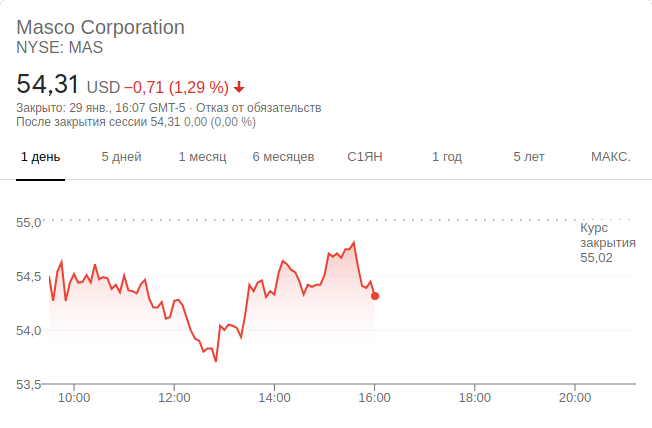 Masco Corporation
NYSE: MAS
54,31 USD −0,71 (1,29 %)
Закрыто: 29 янв., 16:07 GMT-5 · Отказ от обязательств
После закрытия сессии 54,31 0,00 (0,00 %)
1 день 5 дней 1 месяц 6 месяцев С1ЯН 1 год 5 лет МАКС.
55,0
Курс
закрытия
55,02
54,5
54,0
53,5
10:00 12:00 14:00 16:00 18:00 20:00